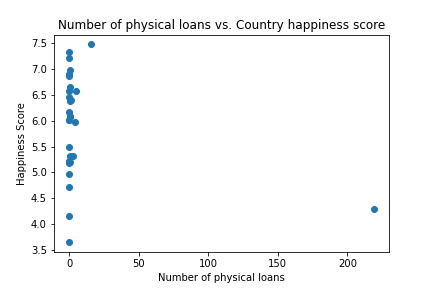 Number of physical loans vs. Country happiness score
7.5
7.0
6.5
6.0
5.5
5.0
4.5
4.0
3.5
Happiness Score
0 50 100 150 200
Number of physical loans